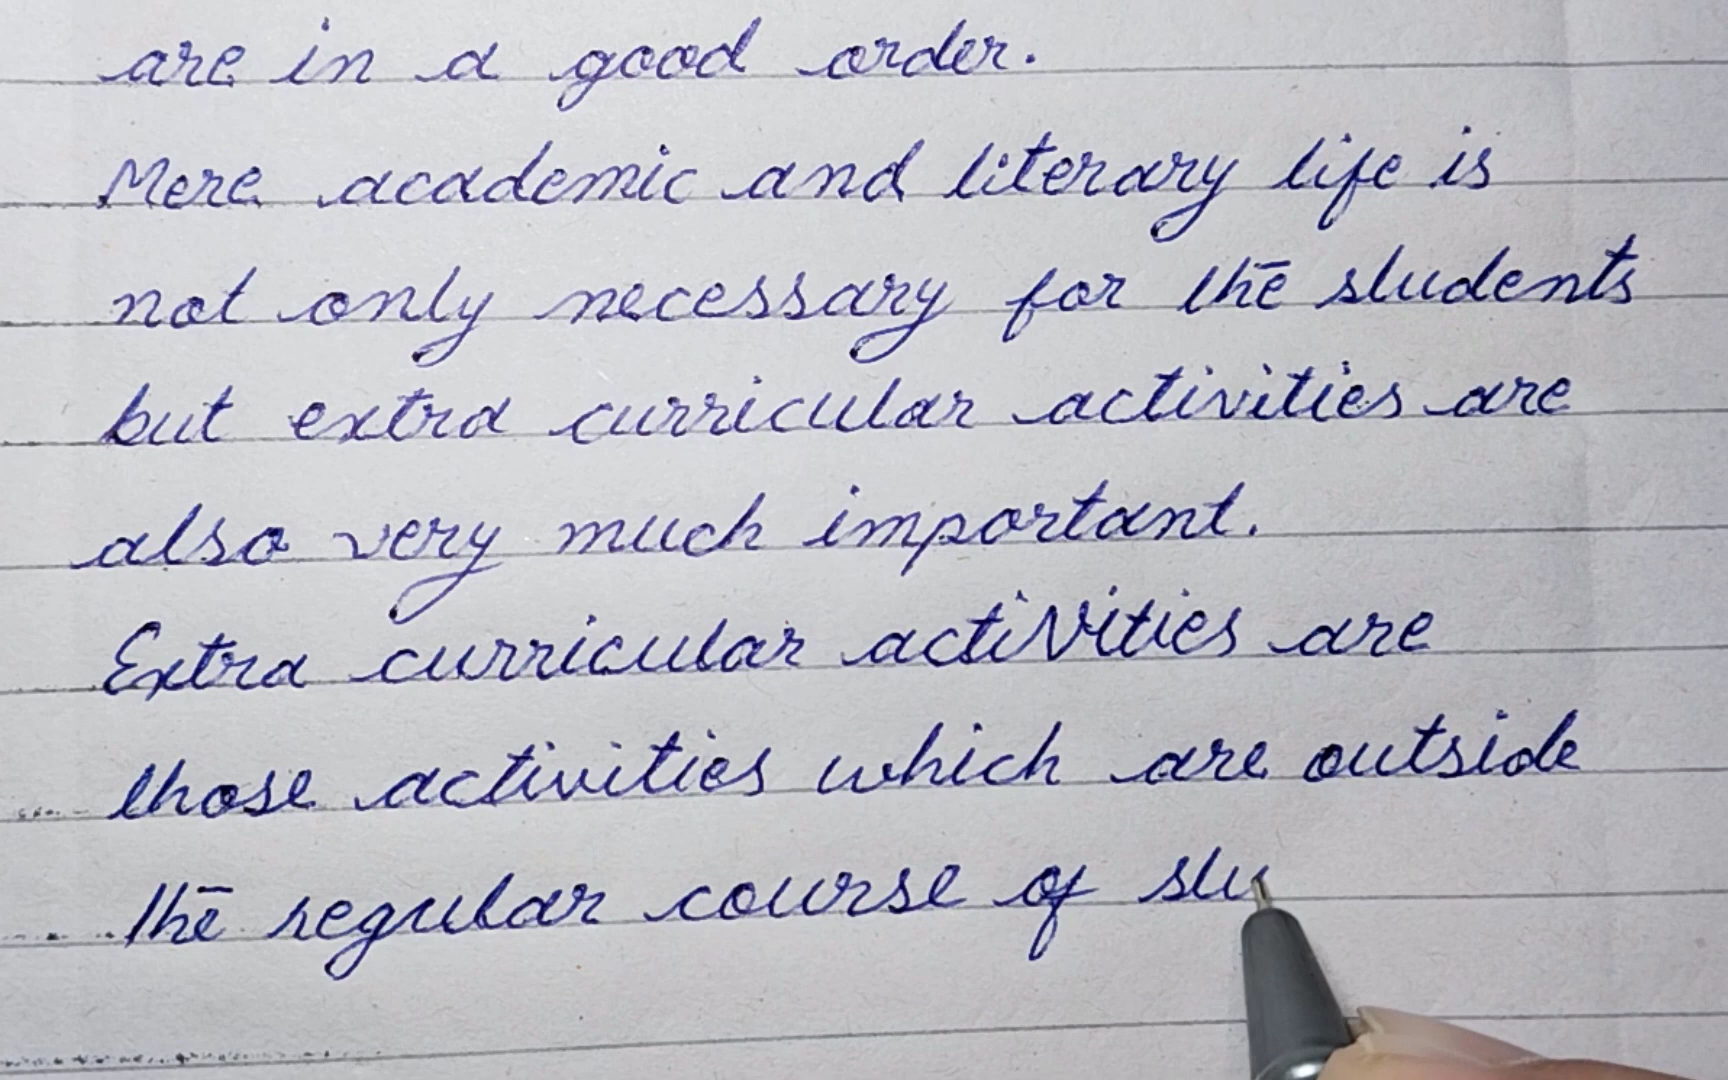 are in a good order.
Mere academic and literary life is
not only necessary for the students
but extra curricular activities are
also very much important.
Extra curricular activities are
those activities which are outside
the regular course of stu